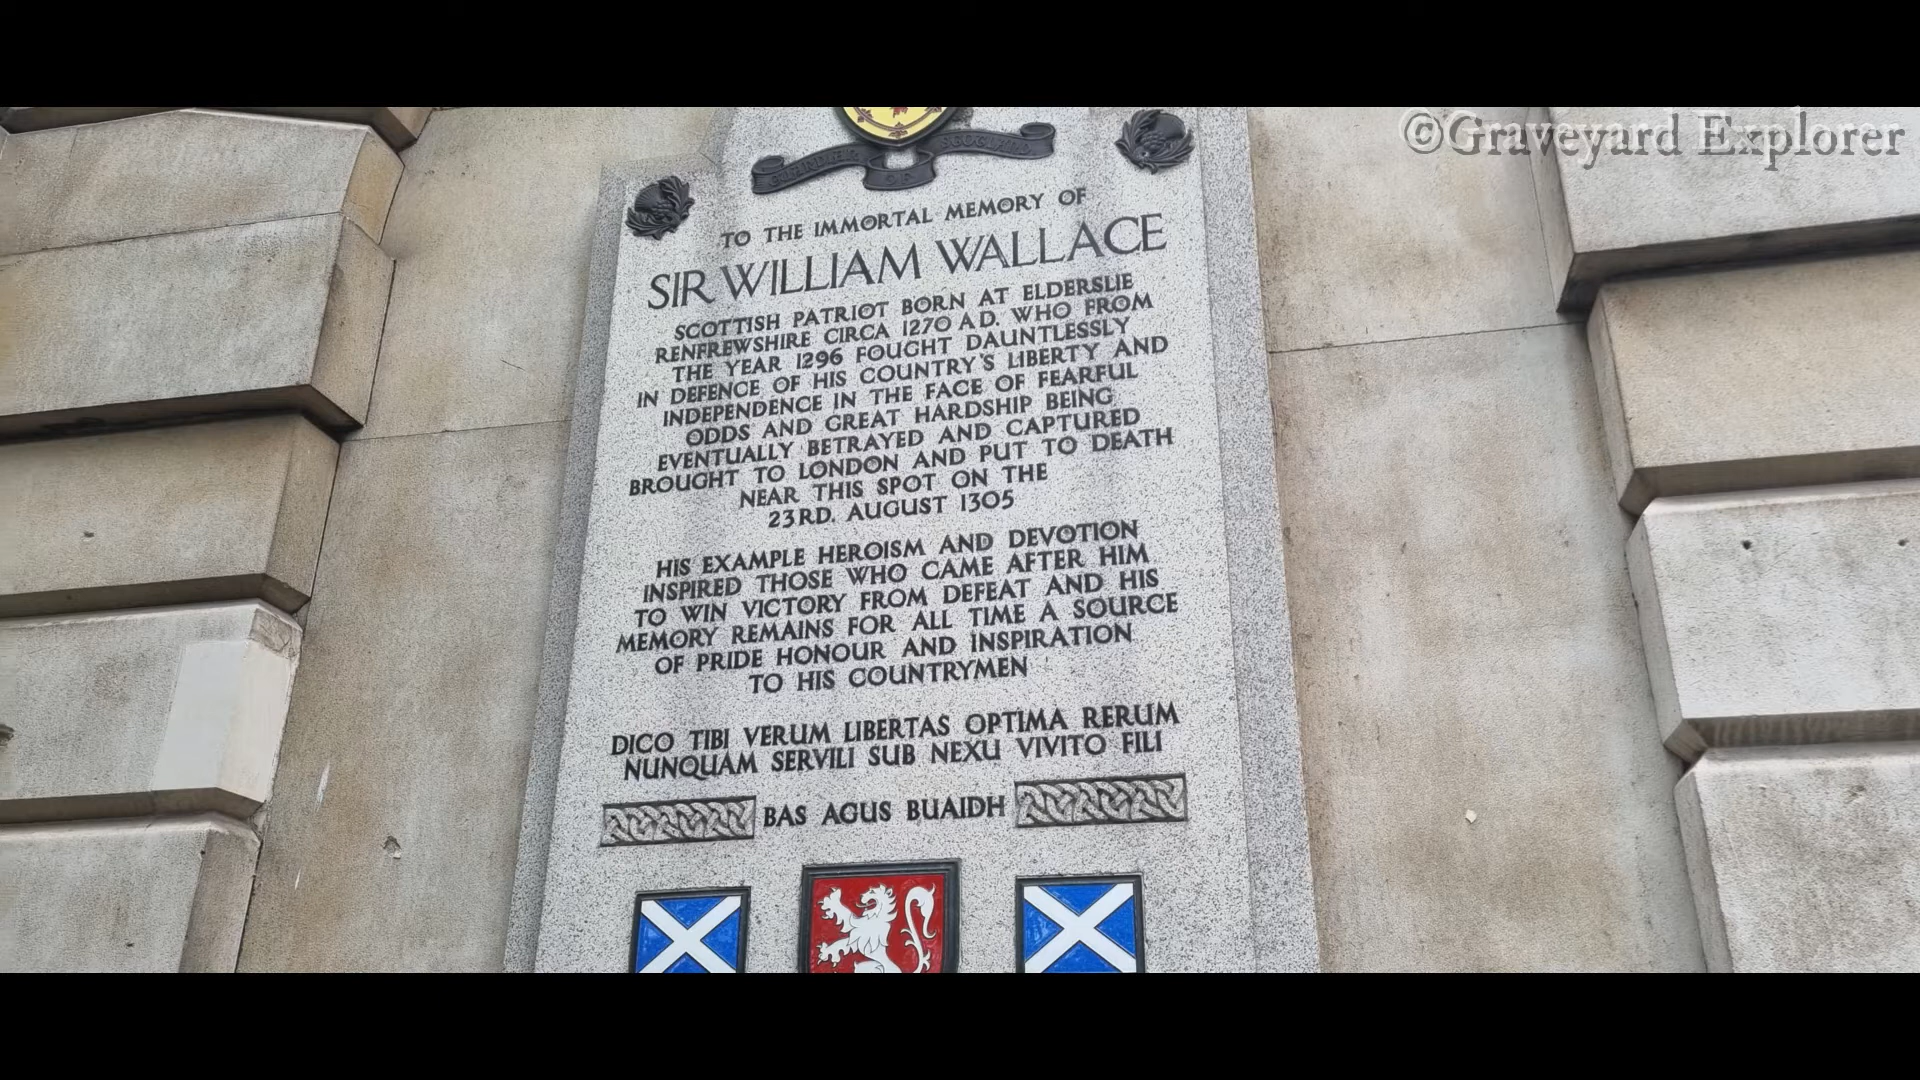 ©Graveyard Explorer
GUARDIAN OF SCOTLAND
TO THE IMMORTAL MEMORY OF
SIR WILLIAM WALLACE
SCOTTISH PATRIOT BORN AT ELDERSLIE
RENFREWSHIRE CIRCA 1270 A.D. WHO FROM
THE YEAR 1296 FOUGHT DAUNTLESSLY
IN DEFENCE OF HIS COUNTRY'S LIBERTY AND
INDEPENDENCE IN THE FACE OF FEARFUL
ODDS AND GREAT HARDSHIP BEING
EVENTUALLY BETRAYED AND CAPTURED
BROUGHT TO LONDON AND PUT TO DEATH
NEAR THIS SPOT ON THE
23RD. AUGUST 1305
HIS EXAMPLE HEROISM AND DEVOTION
INSPIRED THOSE WHO CAME AFTER HIM
TO WIN VICTORY FROM DEFEAT AND HIS
MEMORY REMAINS FOR ALL TIME A SOURCE
OF PRIDE HONOUR AND INSPIRATION
TO HIS COUNTRYMEN
DICO TIBI VERUM LIBERTAS OPTIMA RERUM
NUNQUAM SERVILI SUB NEXU VIVITO FILI
BAS AGUS BUAIDH